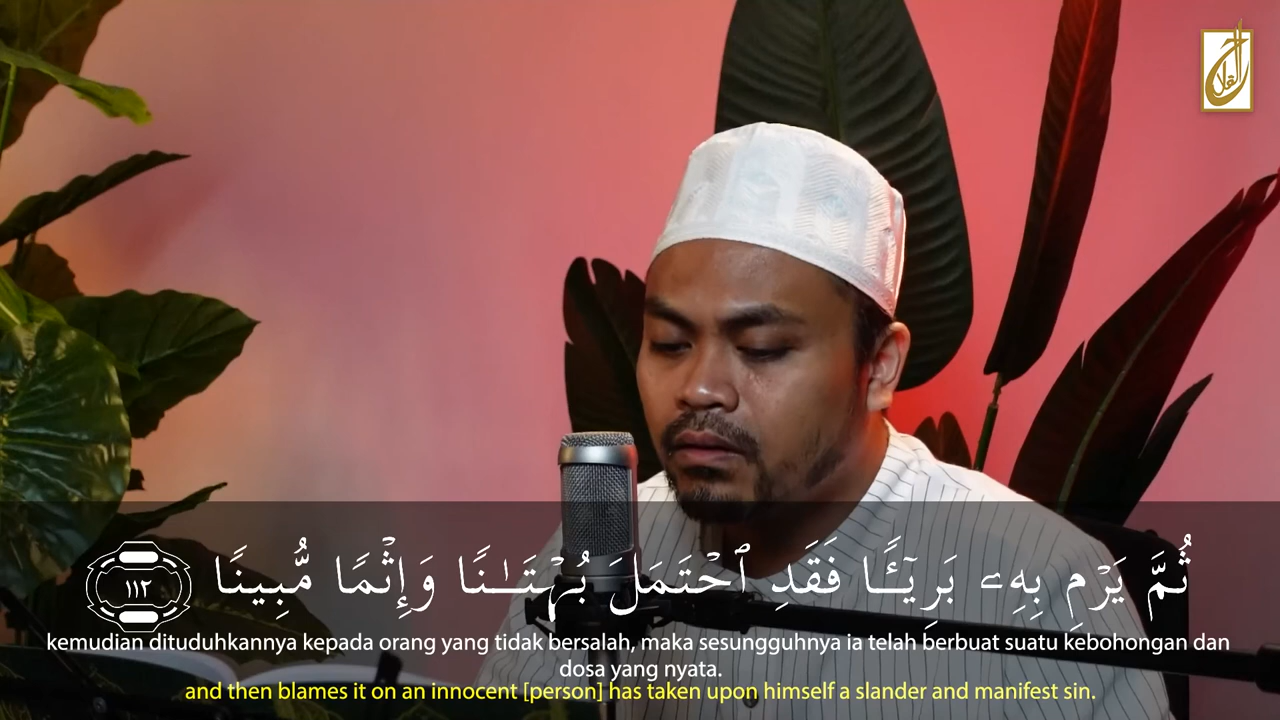 القلاح
ثُمَّ يَرْمِ بِهِۦ بَرِيٓـًٔا فَقَدِ ٱحْتَمَلَ بُهْتَـٰنًا وَإِثْمًا مُّبِينًا ١١٢
kemudian dituduhkannya kepada orang yang tidak bersalah, maka sesungguhnya ia telah berbuat suatu kebohongan dan
dosa yang nyata.
and then blames it on an innocent [person] has taken upon himself a slander and manifest sin.